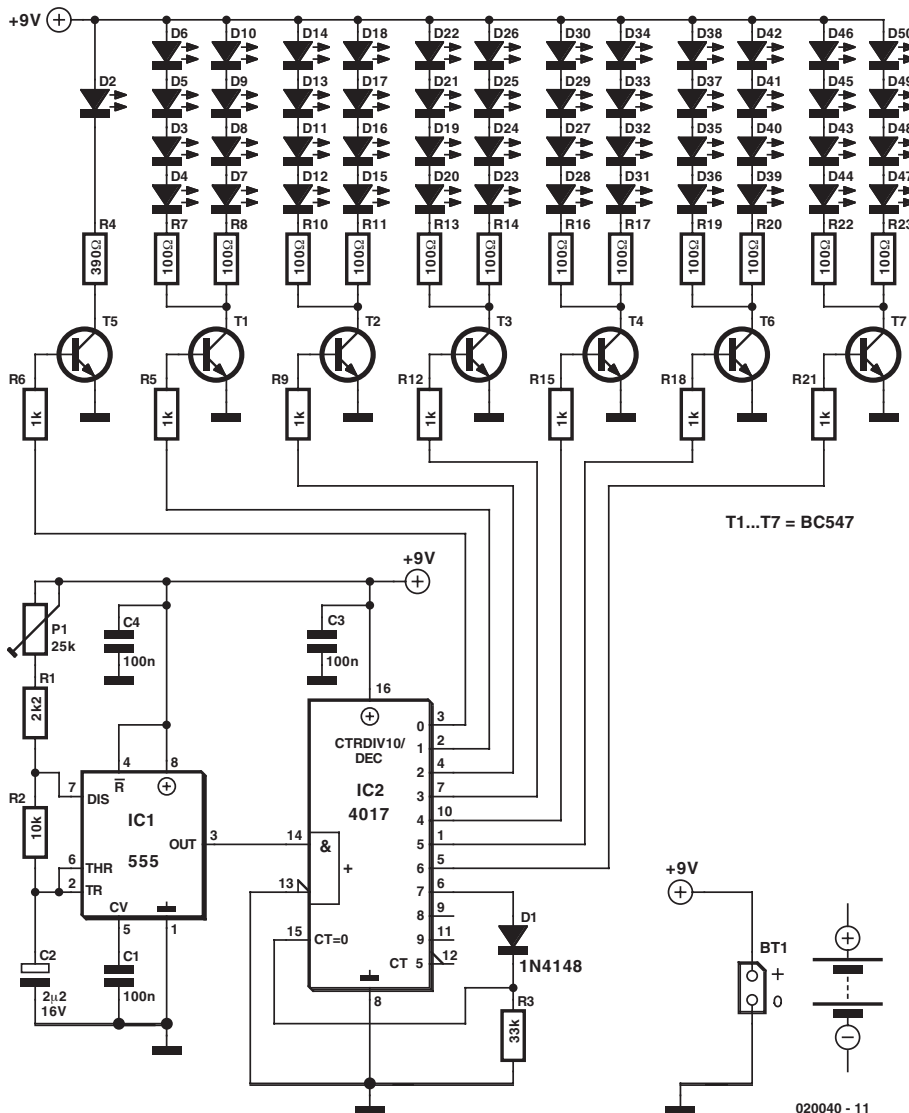 +9V
D6 D10 D14 D18 D22 D26 D30 D34 D38 D42 D46 D50
D2 D5 D9 D13 D17 D21 D25 D29 D33 D37 D41 D45 D49
D3 D8 D11 D16 D19 D24 D27 D32 D35 D40 D43 D48
D4 D7 D12 D15 D20 D23 D28 D31 D36 D39 D44 D47
R4 R7 R8 R10 R11 R13 R14 R16 R17 R19 R20 R22 R23
390Ω 100Ω 100Ω 100Ω 100Ω 100Ω 100Ω 100Ω 100Ω 100Ω 100Ω 100Ω 100Ω
T5 T1 T2 T3 T4 T6 T7
R6 R5 R9 R12 R15 R18 R21
1k 1k 1k 1k 1k 1k 1k
T1...T7 = BC547
+9V
P1
25k
C4
100n
C3
100n
R1
2k2
16
4 8
R
7
DIS
R2
10k
IC1
555
OUT
3
6
THR
2
TR
CV
5 1
C2
2µ2
16V
C1
100n
CTRDIV10/
DEC
IC2
4017
14
&
+
13
15
CT=0
8
0 3
1 2
2 4
3 7
4 10
5 1
6 5
7 6
8 9
9 11
CT 5 12
D1
1N4148
R3
33k
+9V
BT1
+
0
020040 - 11